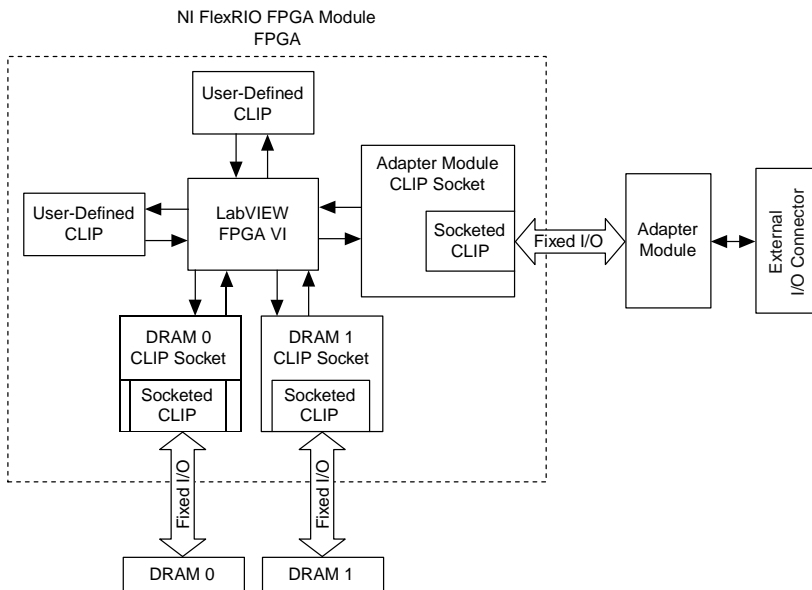 NI FlexRIO FPGA Module
FPGA
User-Defined
CLIP
Adapter Module
CLIP Socket
User-Defined
CLIP
LabVIEW
FPGA VI
Socketed
CLIP
Fixed I/O
Adapter
Module
External
I/O Connector
DRAM 0
CLIP Socket
DRAM 1
CLIP Socket
Socketed
CLIP
Socketed
CLIP
Fixed I/O
Fixed I/O
DRAM 0
DRAM 1